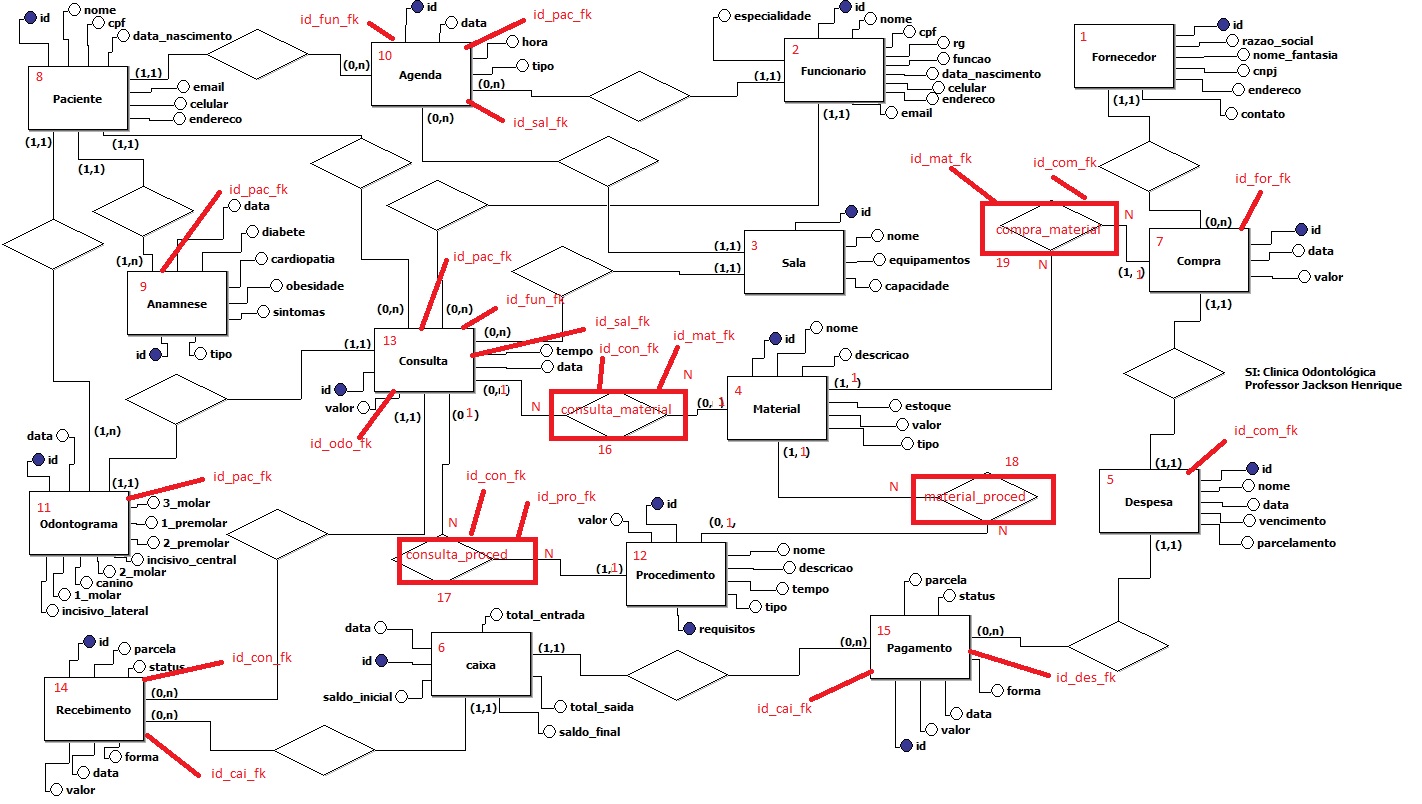 id
nome
cpf
data_nascimento
8
Paciente
(1,1)
email
celular
endereco
(1,1)
(1,1)
(1,1)
id_fun_fk
id
data
id_pac_fk
hora
tipo
10
Agenda
(0,n)
(0,n)
(0,n)
id_sal_fk
especialidade
id
nome
cpf
rg
funcao
data_nascimento
celular
endereco
email
2
Funcionario
(1,1)
(1,1)
1
Fornecedor
id
razao_social
nome_fantasia
cnpj
endereco
contato
(1,1)
id_mat_fk
id_com_fk
id_for_fk
compra_material
N
19
N
(0,n)
7
Compra
(1, 1
id
data
valor
(1,1)
id_pac_fk
data
diabete
cardiopatia
obesidade
sintomas
(1,n)
9
Anamnese
id
tipo
id
nome
equipamentos
capacidade
3
Sala
(1,1)
(1,1)
id_pac_fk
id_fun_fk
id_sal_fk
(0,n)
(0,n)
(0,n)
13
Consulta
(1,1)
tempo
data
id
valor
(0,1
(1,1)
(0 1)
id_odo_fk
id_con_fk
id_mat_fk
N
consulta_material
N
16
id
nome
descricao
4
Material
(0, 1
(1, 1)
estoque
valor
tipo
(1, 1)
SI: Clinica Odontológica
Professor Jackson Henrique
id_com_fk
(1,1)
5
Despesa
id
nome
data
vencimento
parcelamento
(1,1)
18
N
material_proced
N
data
id
(1,n)
(1,1)
id_pac_fk
11
Odontograma
3_molar
1_premolar
2_premolar
incisivo_central
2_molar
canino
1_molar
incisivo_lateral
id_con_fk
id_pro_fk
N
consulta_proced
N
17
id
valor
(0, 1,
12
Procedimento
(1, 1)
nome
descricao
tempo
tipo
requisitos
id
parcela
status
id_con_fk
14
Recebimento
(0,n)
(0,n)
forma
data
valor
id_cai_fk
data
total_entrada
id
saldo_inicial
6
caixa
(1,1)
(1,1)
total_saida
saldo_final
parcela
status
15
Pagamento
(0,n)
(0,n)
id_des_fk
id_cai_fk
forma
data
valor
id